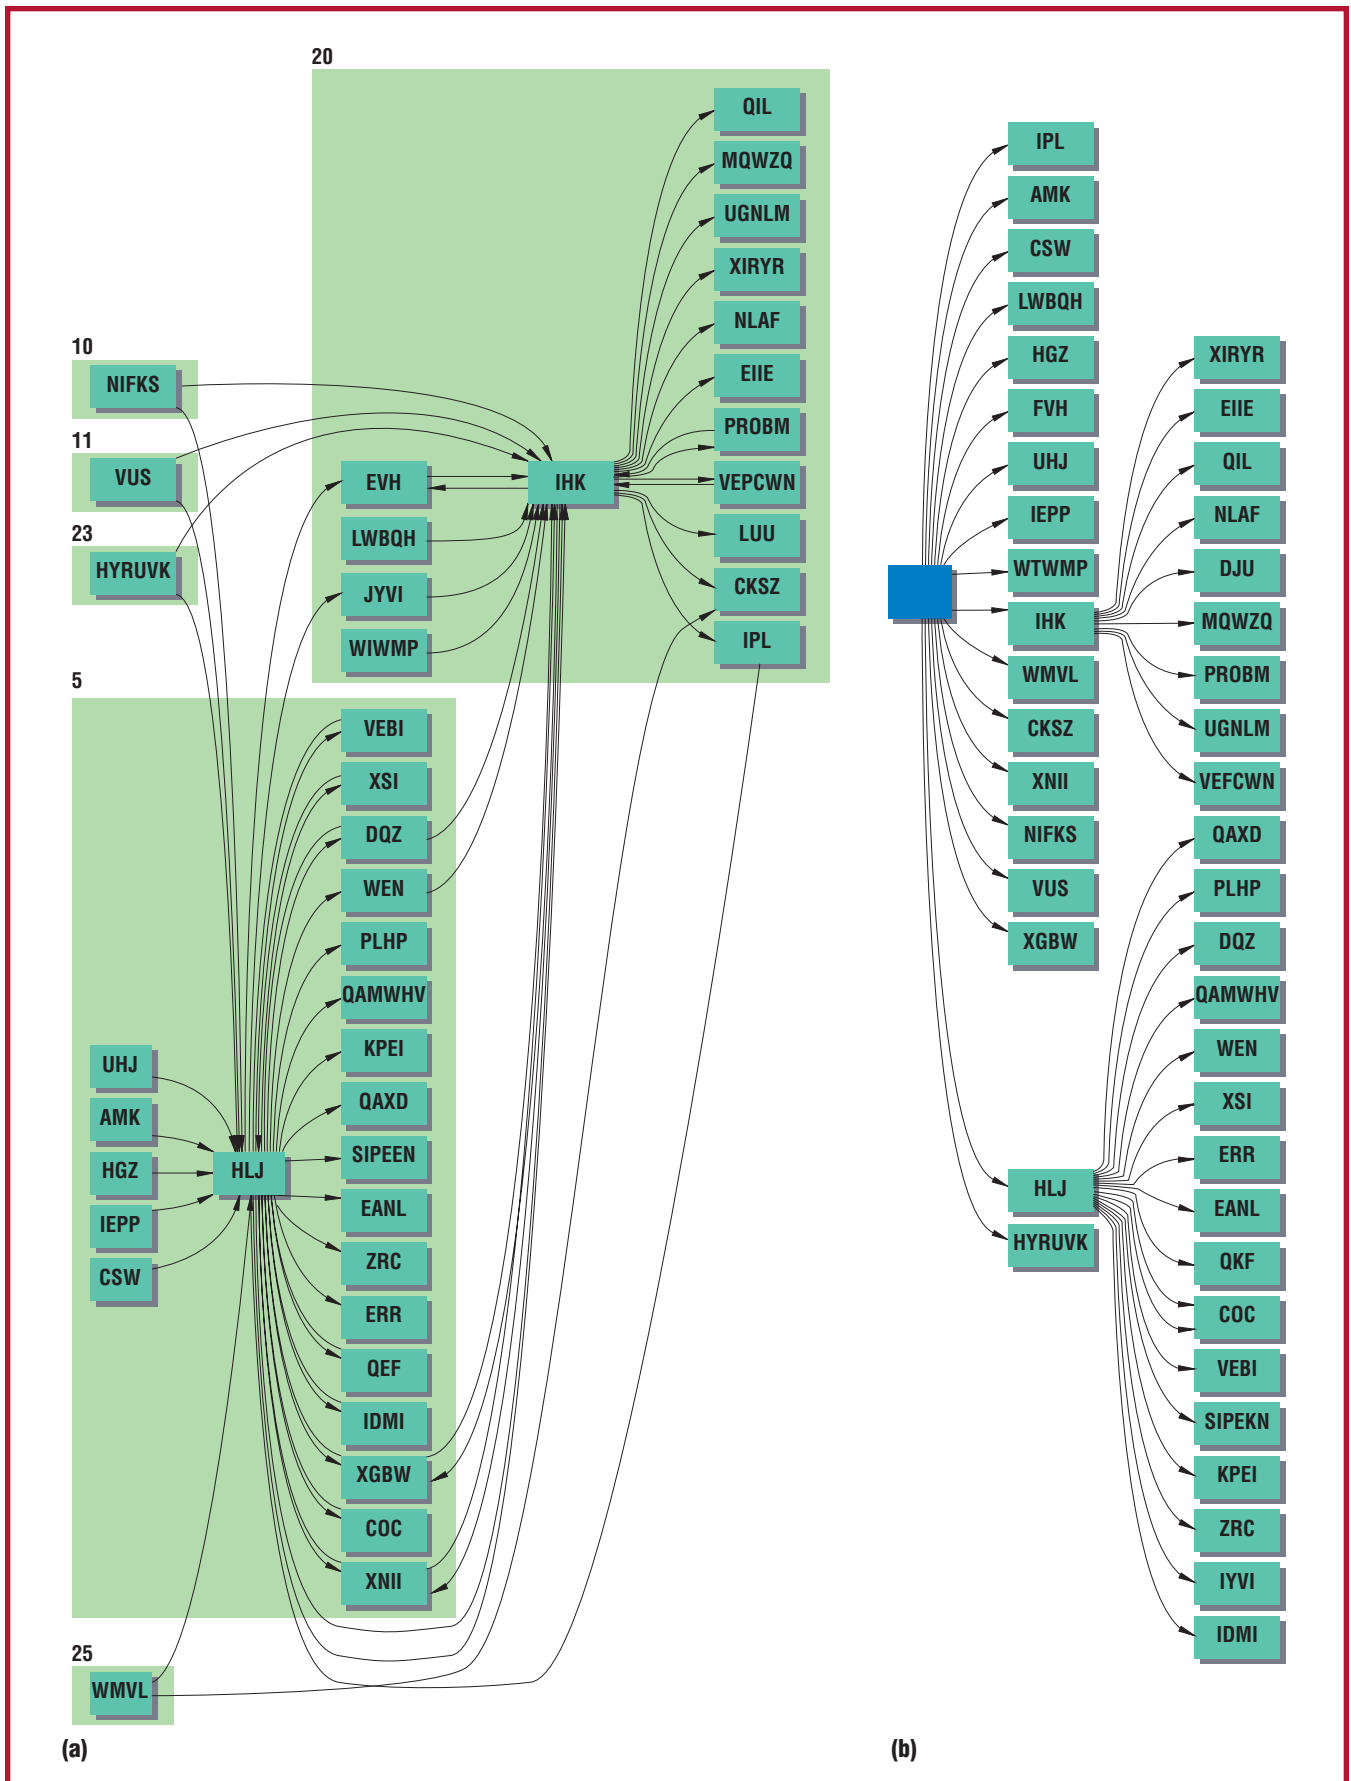 20
QIL
MQWZQ
UGNLM
XIRYR
NLAF
EIIE
PROBM
VEPCWN
LUU
CKSZ
IPL
IHK
EVH
LWBQH
JYVI
WIWMP
10
NIFKS
11
VUS
23
HYRUVK
5
VEBI
XSI
DQZ
WEN
PLHP
QAMWHV
KPEI
QAXD
SIPEEN
EANL
ZRC
ERR
QEF
IDMI
XGBW
COC
XNII
UHJ
AMK
HGZ
IEPP
CSW
HLJ
25
WMVL
(a)
IPL
AMK
CSW
LWBQH
HGZ
FVH
UHJ
IEPP
WTWMP
IHK
WMVL
CKSZ
XNII
NIFKS
VUS
XGBW
HLJ
HYRUVK
XIRYR
EIIE
QIL
NLAF
DJU
MQWZQ
PROBM
UGNLM
VEFCWN
QAXD
PLHP
DQZ
QAMWHV
WEN
XSI
ERR
EANL
QKF
COC
VEBI
SIPEKN
KPEI
ZRC
IYVI
IDMI
(b)